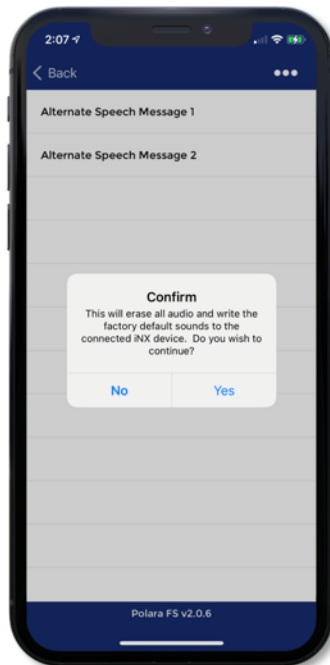 2:07
Back
Alternate Speech Message 1
Alternate Speech Message 2
Confirm
This will erase all audio and write the
factory default sounds to the
connected iNX device.  Do you wish to
continue?
No
Yes
Polara FS v2.0.6